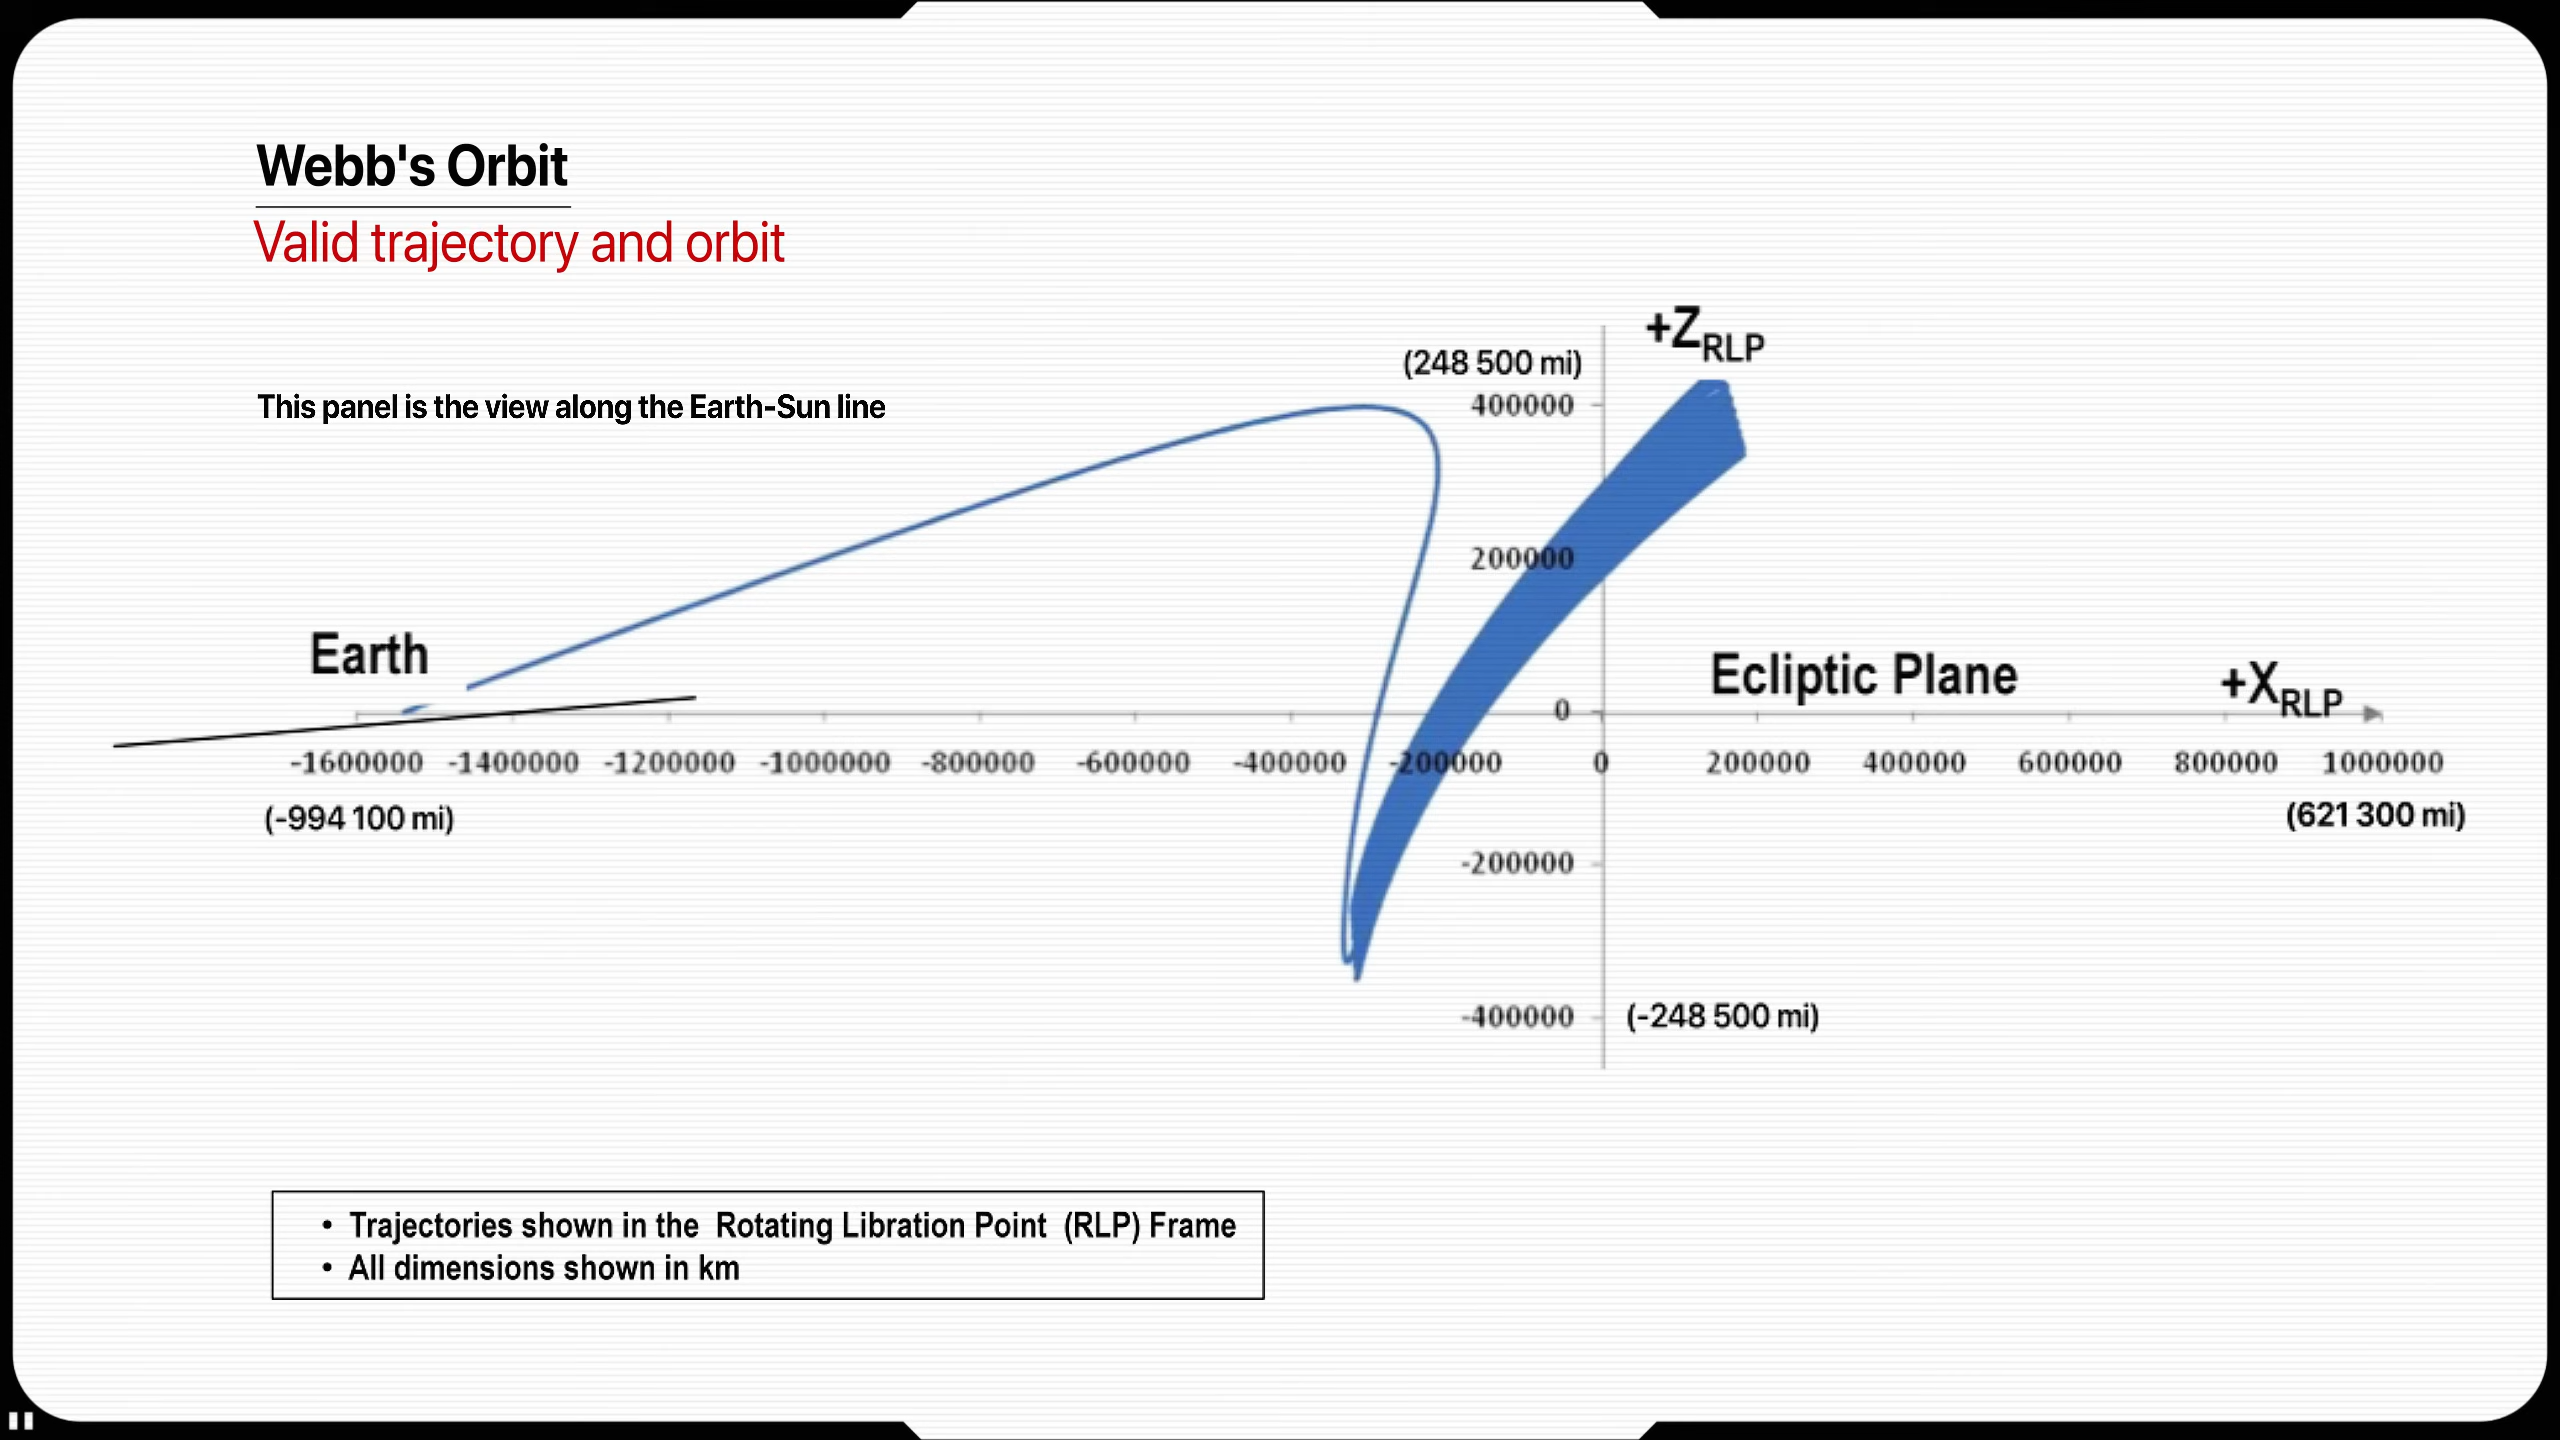 Webb's Orbit
Valid trajectory and orbit
+Z RLP
(248 500 mi)
This panel is the view along the Earth-Sun line
400000
200000
Earth
Ecliptic Plane
+X RLP
0
-1600000 -1400000 -1200000 -1000000 -800000 -600000 -400000 -200000 0 200000 400000 600000 800000 1000000
(-994 100 mi)
(621 300 mi)
-200000
-400000
(-248 500 mi)
• Trajectories shown in the Rotating Libration Point (RLP) Frame
• All dimensions shown in km